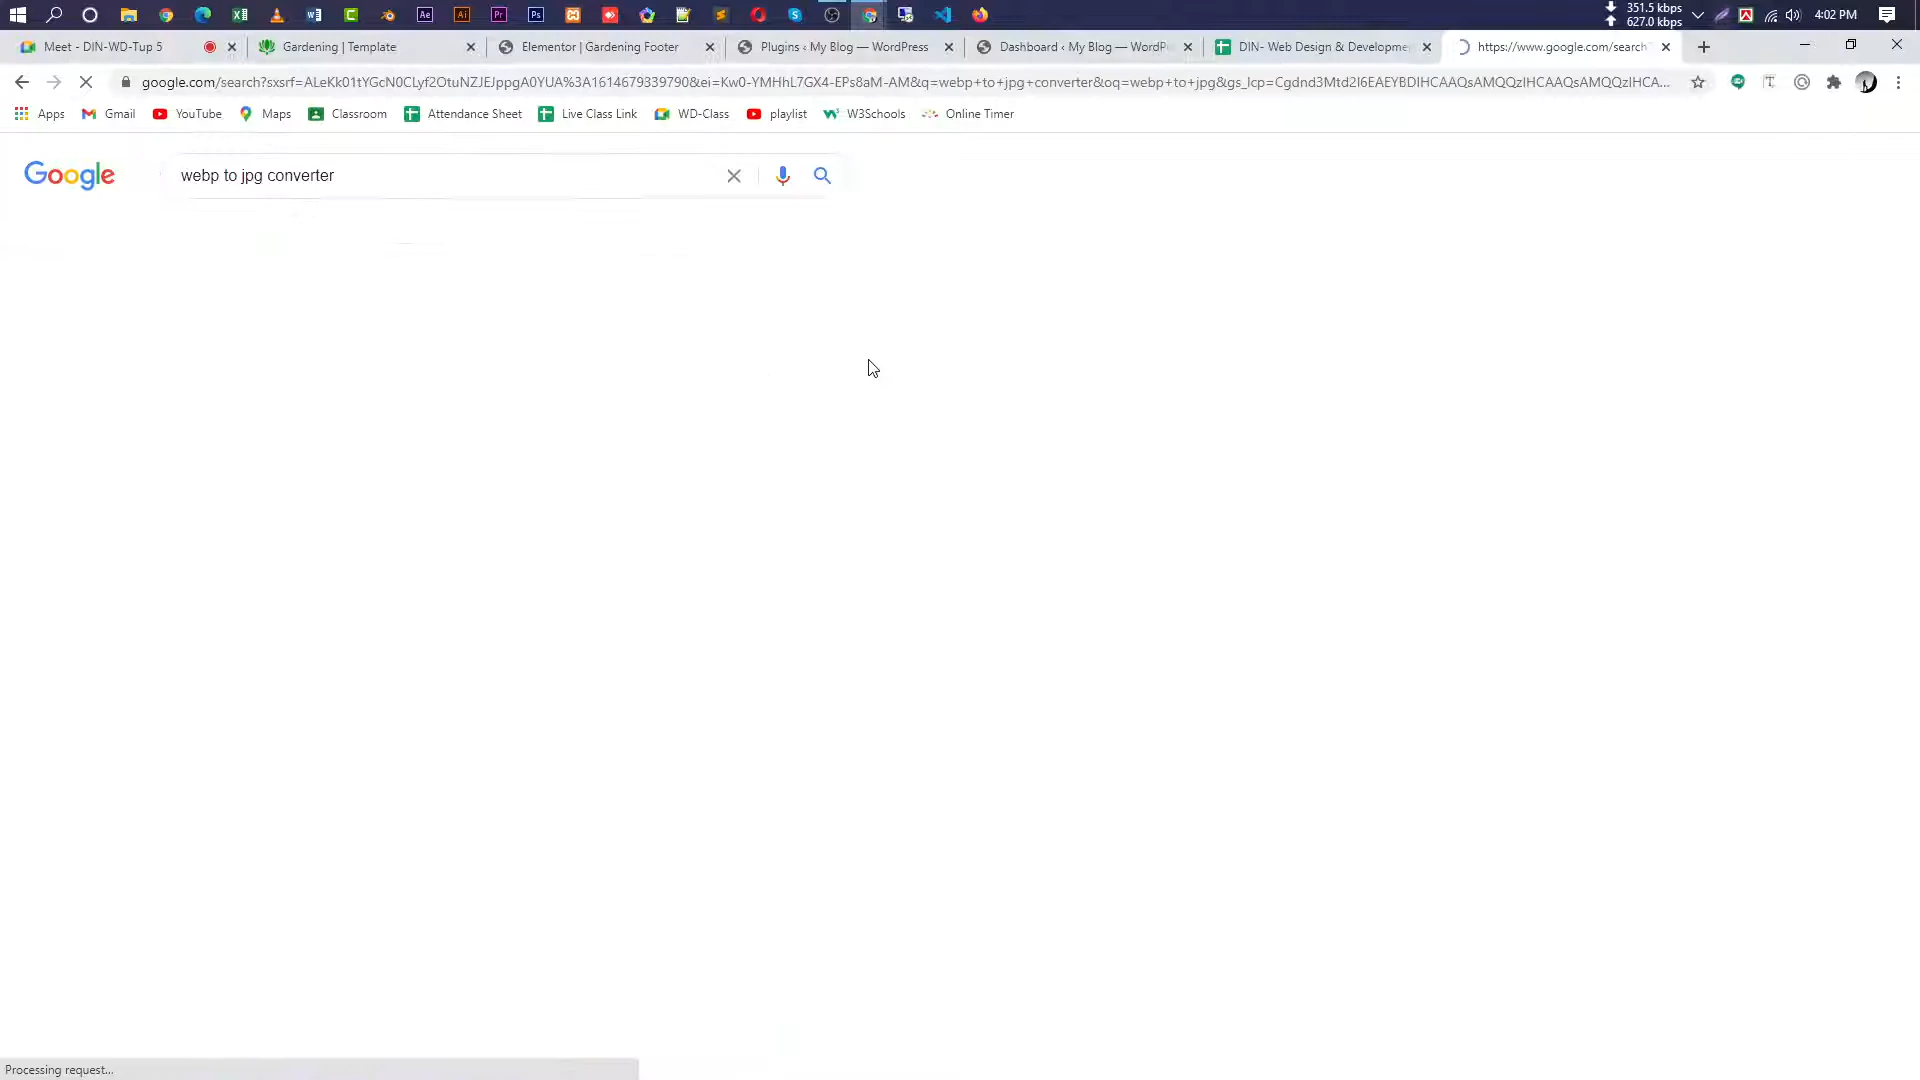 351.5 kbps
627.0 kbps
4:02 PM
Meet - DIN-WD-Tup 5
Gardening | Template
Elementor | Gardening Footer
Plugins ‹ My Blog — WordPress
Dashboard ‹ My Blog — WordPr
DIN- Web Design & Developme
https://www.google.com/search
google.com/search?sxsrf=ALeKk01tYGcN0CLyf2OtuNZJEJppgA0YUA%3A1614679339790&ei=Kw0-YMHhL7GX4-EPs8aM-AM&q=webp+to+jpg+converter&oq=webp+to+jpg&gs_lcp=Cgdnd3Mtd2l6EAEYBDIHCAAQsAMQQzIHCAAQsAMQQzIHCA...
Apps
Gmail
YouTube
Maps
Classroom
Attendance Sheet
Live Class Link
WD-Class
playlist
W3Schools
Online Timer
Google
webp to jpg converter
Processing request...